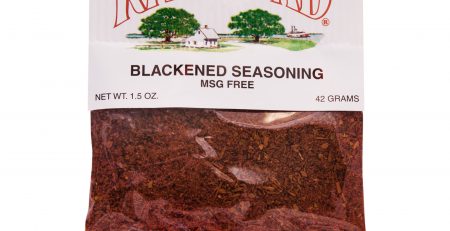 ®
BLACKENED SEASONING
MSG FREE
NET WT. 1.5 OZ. 42 GRAMS